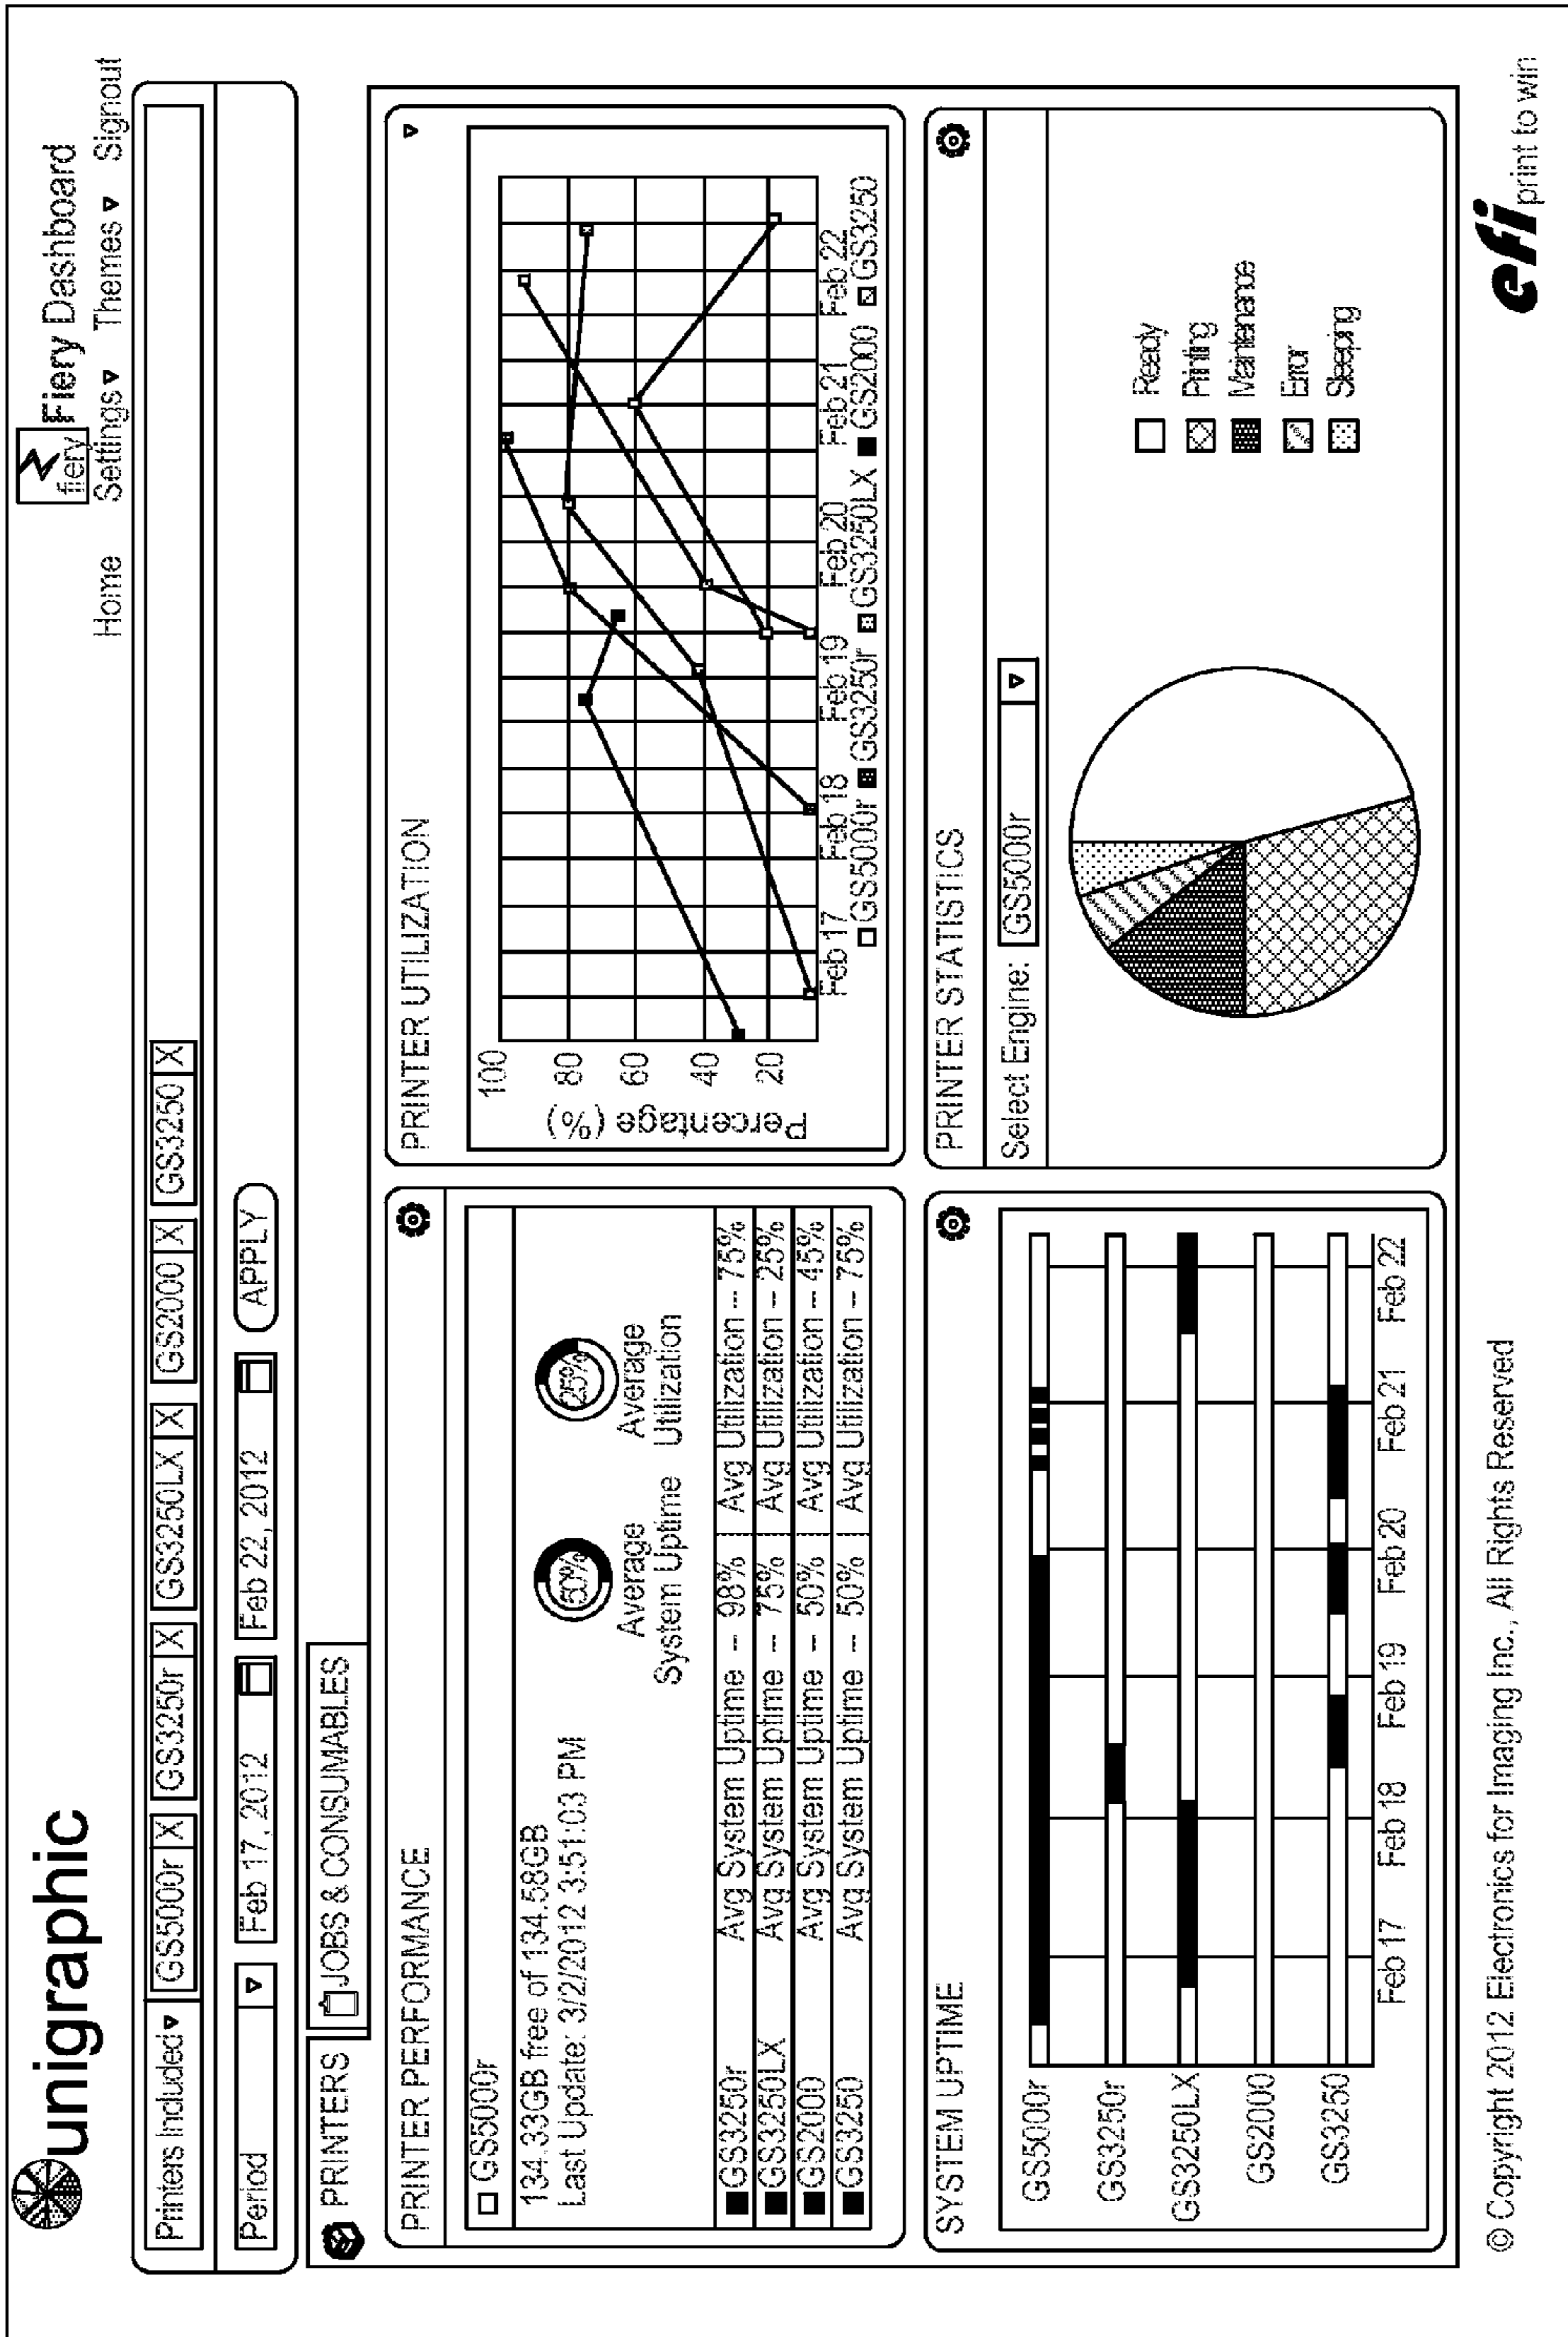 unigraphic
fiery Fiery Dashboard
Home Settings Themes Signout
Printers Included GS5000r X GS3250r X GS3250LX X GS2000 X GS3250 X
Period Feb 17, 2012 Feb 22, 2012 APPLY
PRINTERS JOBS & CONSUMABLES
PRINTER PERFORMANCE
GS5000r
134.33GB free of 134.58GB
Last Update: 3/2/2012 3:51:03 PM
50% 25%
Average Average
System Uptime Utilization
GS3250r Avg System Uptime -- 98% Avg Utilization -- 75%
GS3250LX Avg System Uptime -- 75% Avg Utilization -- 25%
GS2000 Avg System Uptime -- 50% Avg Utilization -- 45%
GS3250 Avg System Uptime -- 50% Avg Utilization -- 75%
PRINTER UTILIZATION
Percentage (%)
100
80
60
40
20
Feb 17 Feb 18 Feb 19 Feb 20 Feb 21 Feb 22
GS5000r GS3250r GS3250LX GS2000 GS3250
SYSTEM UPTIME
GS5000r
GS3250r
GS3250LX
GS2000
GS3250
Feb 17 Feb 18 Feb 19 Feb 20 Feb 21 Feb 22
PRINTER STATISTICS
Select Engine: GS5000r
Ready
Printing
Maintenance
Error
Sleeping
© Copyright 2012 Electronics for Imaging Inc., All Rights Reserved
efi print to win